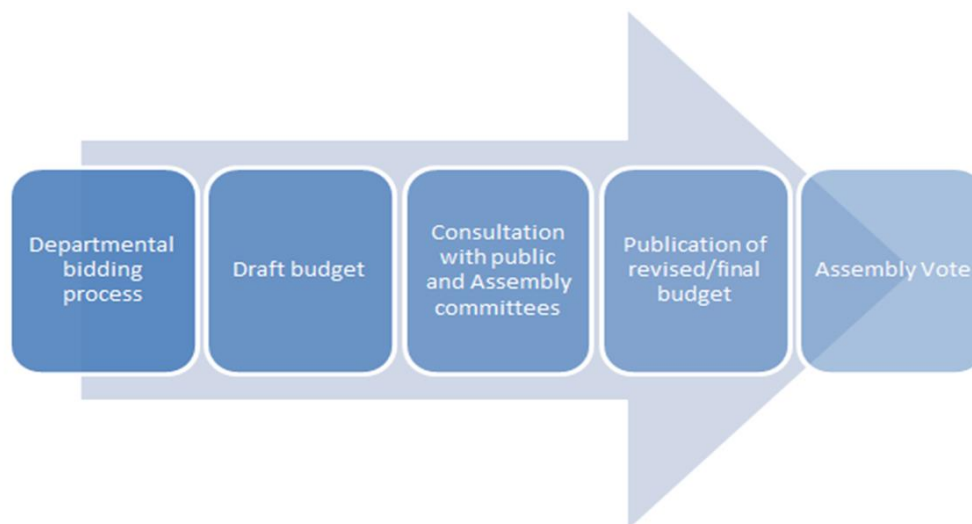 Departmental
bidding
process
Draft budget
Consultation
with public
and Assembly
committees
Publication of
revised/final
budget
Assembly Vote